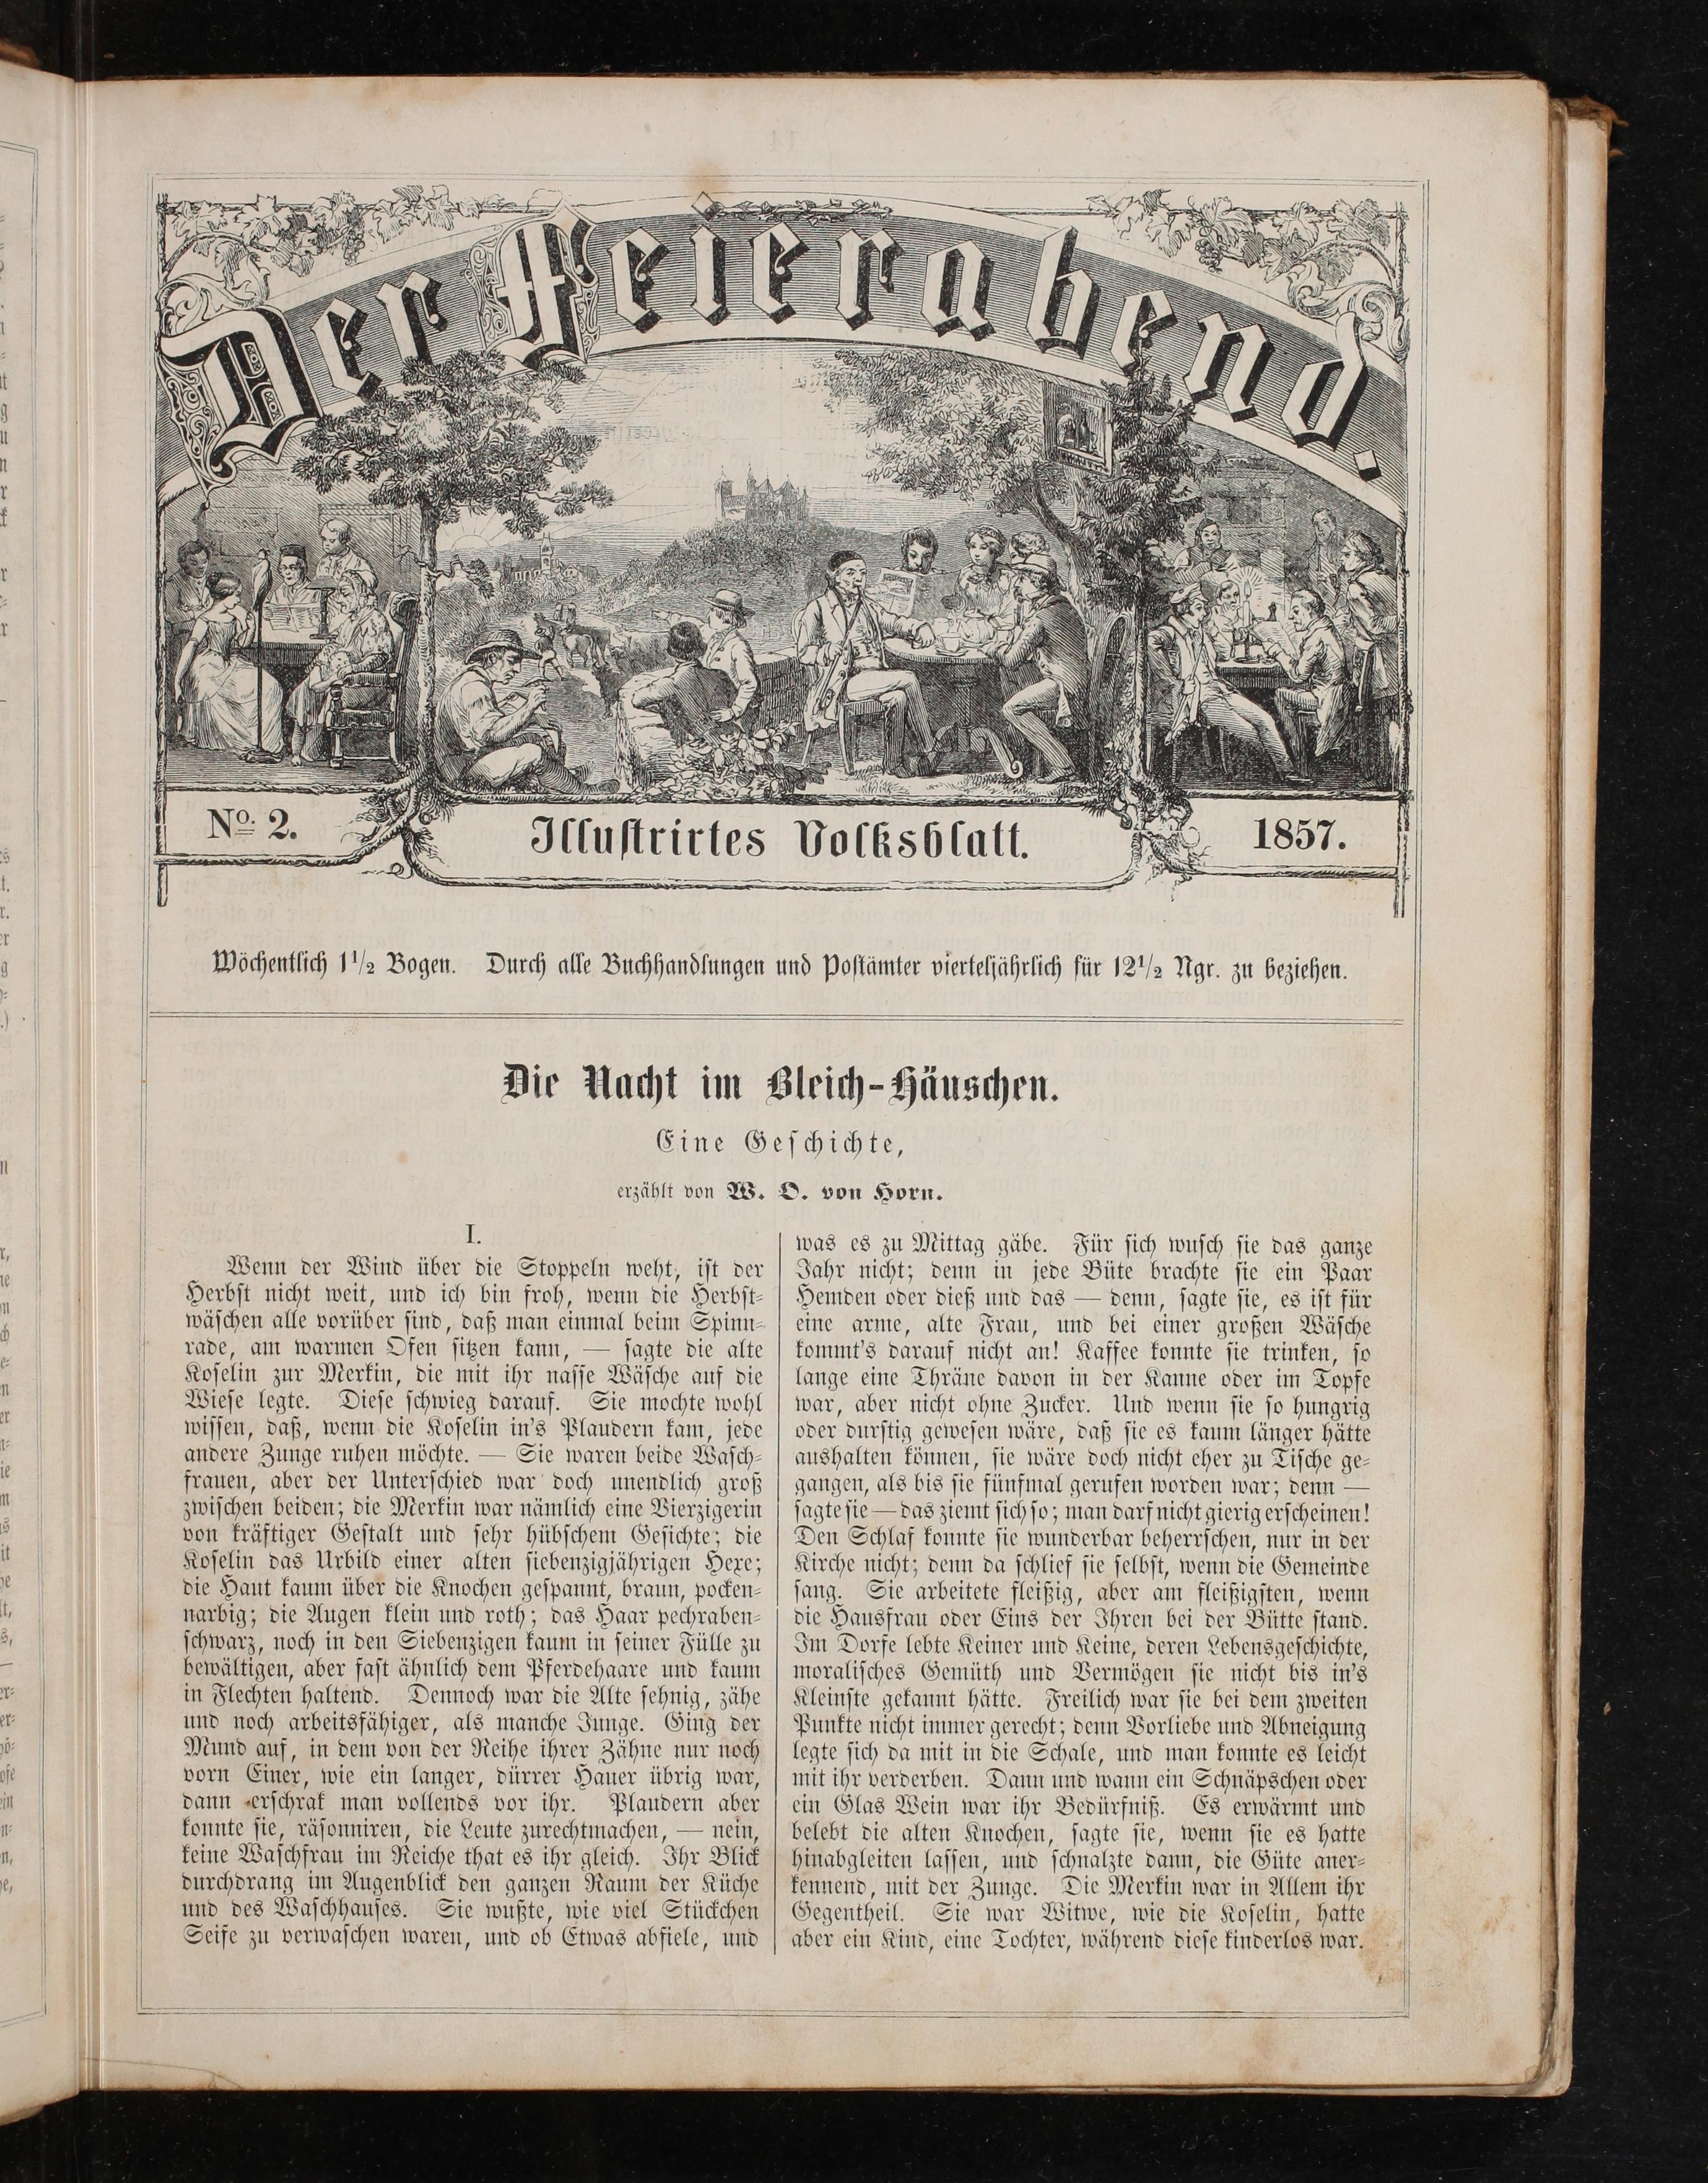 Der Feierabend.
No. 2.
Illustrirtes Volksblatt.
1857.
Wöchentlich 1½ Bogen. Durch alle Buchhandlungen und Postämter vierteljährlich für 12½ Ngr. zu beziehen.
Die Nacht im Bleich-Häuschen.
Eine Geschichte,
erzählt von W. O. von Horn.
I.
Wenn der Wind über die Stoppeln weht, ist der
Herbst nicht weit, und ich bin froh, wenn die Herbst-
wäschen alle vorüber sind, daß man einmal beim Spinn-
rade, am warmen Ofen sitzen kann, — sagte die alte
Koselin zur Merkin, die mit ihr nasse Wäsche auf die
Wiese legte. Diese schwieg darauf. Sie mochte wohl
wissen, daß, wenn die Koselin in's Plaudern kam, jede
andere Zunge ruhen möchte. — Sie waren beide Wasch-
frauen, aber der Unterschied war doch unendlich groß
zwischen beiden; die Merkin war nämlich eine Vierzigerin
von kräftiger Gestalt und sehr hübschem Gesichte; die
Koselin das Urbild einer alten siebenzigjährigen Hexe;
die Haut kaum über die Knochen gespannt, braun, pocken-
narbig; die Augen klein und roth; das Haar pechraben-
schwarz, noch in den Siebenzigen kaum in seiner Fülle zu
bewältigen, aber fast ähnlich dem Pferdehaare und kaum
in Flechten haltend. Dennoch war die Alte sehnig, zähe
und noch arbeitsfähiger, als manche Junge. Ging der
Mund auf, in dem von der Reihe ihrer Zähne nur noch
vorn Einer, wie ein langer, dürrer Hauer übrig war,
dann erschrak man vollends vor ihr. Plaudern aber
konnte sie, räsonniren, die Leute zurechtmachen, — nein,
keine Waschfrau im Reiche that es ihr gleich. Ihr Blick
durchdrang im Augenblick den ganzen Raum der Küche
und des Waschhauses. Sie wußte, wie viel Stückchen
Seife zu verwaschen waren, und ob Etwas abfiele, und
was es zu Mittag gäbe. Für sich wusch sie das ganze
Jahr nicht; denn in jede Büte brachte sie ein Paar
Hemden oder dieß und das — denn, sagte sie, es ist für
eine arme, alte Frau, und bei einer großen Wäsche
kommt's darauf nicht an! Kaffee konnte sie trinken, so
lange eine Thräne davon in der Kanne oder im Topfe
war, aber nicht ohne Zucker. Und wenn sie so hungrig
oder durstig gewesen wäre, daß sie es kaum länger hätte
aushalten können, sie wäre doch nicht eher zu Tische ge-
gangen, als bis sie fünfmal gerufen worden war; denn —
sagte sie — das ziemt sich so; man darf nicht gierig erscheinen!
Den Schlaf konnte sie wunderbar beherrschen, nur in der
Kirche nicht; denn da schlief sie selbst, wenn die Gemeinde
sang. Sie arbeitete fleißig, aber am fleißigsten, wenn
die Hausfrau oder Eins der Ihren bei der Bütte stand.
Im Dorfe lebte Keiner und Keine, deren Lebensgeschichte,
moralisches Gemüth und Vermögen sie nicht bis in's
Kleinste gekannt hätte. Freilich war sie bei dem zweiten
Punkte nicht immer gerecht; denn Vorliebe und Abneigung
legte sich da mit in die Schale, und man konnte es leicht
mit ihr verderben. Dann und wann ein Schnäpschen oder
ein Glas Wein war ihr Bedürfniß. Es erwärmt und
belebt die alten Knochen, sagte sie, wenn sie es hatte
hinabgleiten lassen, und schnalzte dann, die Güte aner-
kennend, mit der Zunge. Die Merkin war in Allem ihr
Gegentheil. Sie war Witwe, wie die Koselin, hatte
aber ein Kind, eine Tochter, während diese kinderlos war.